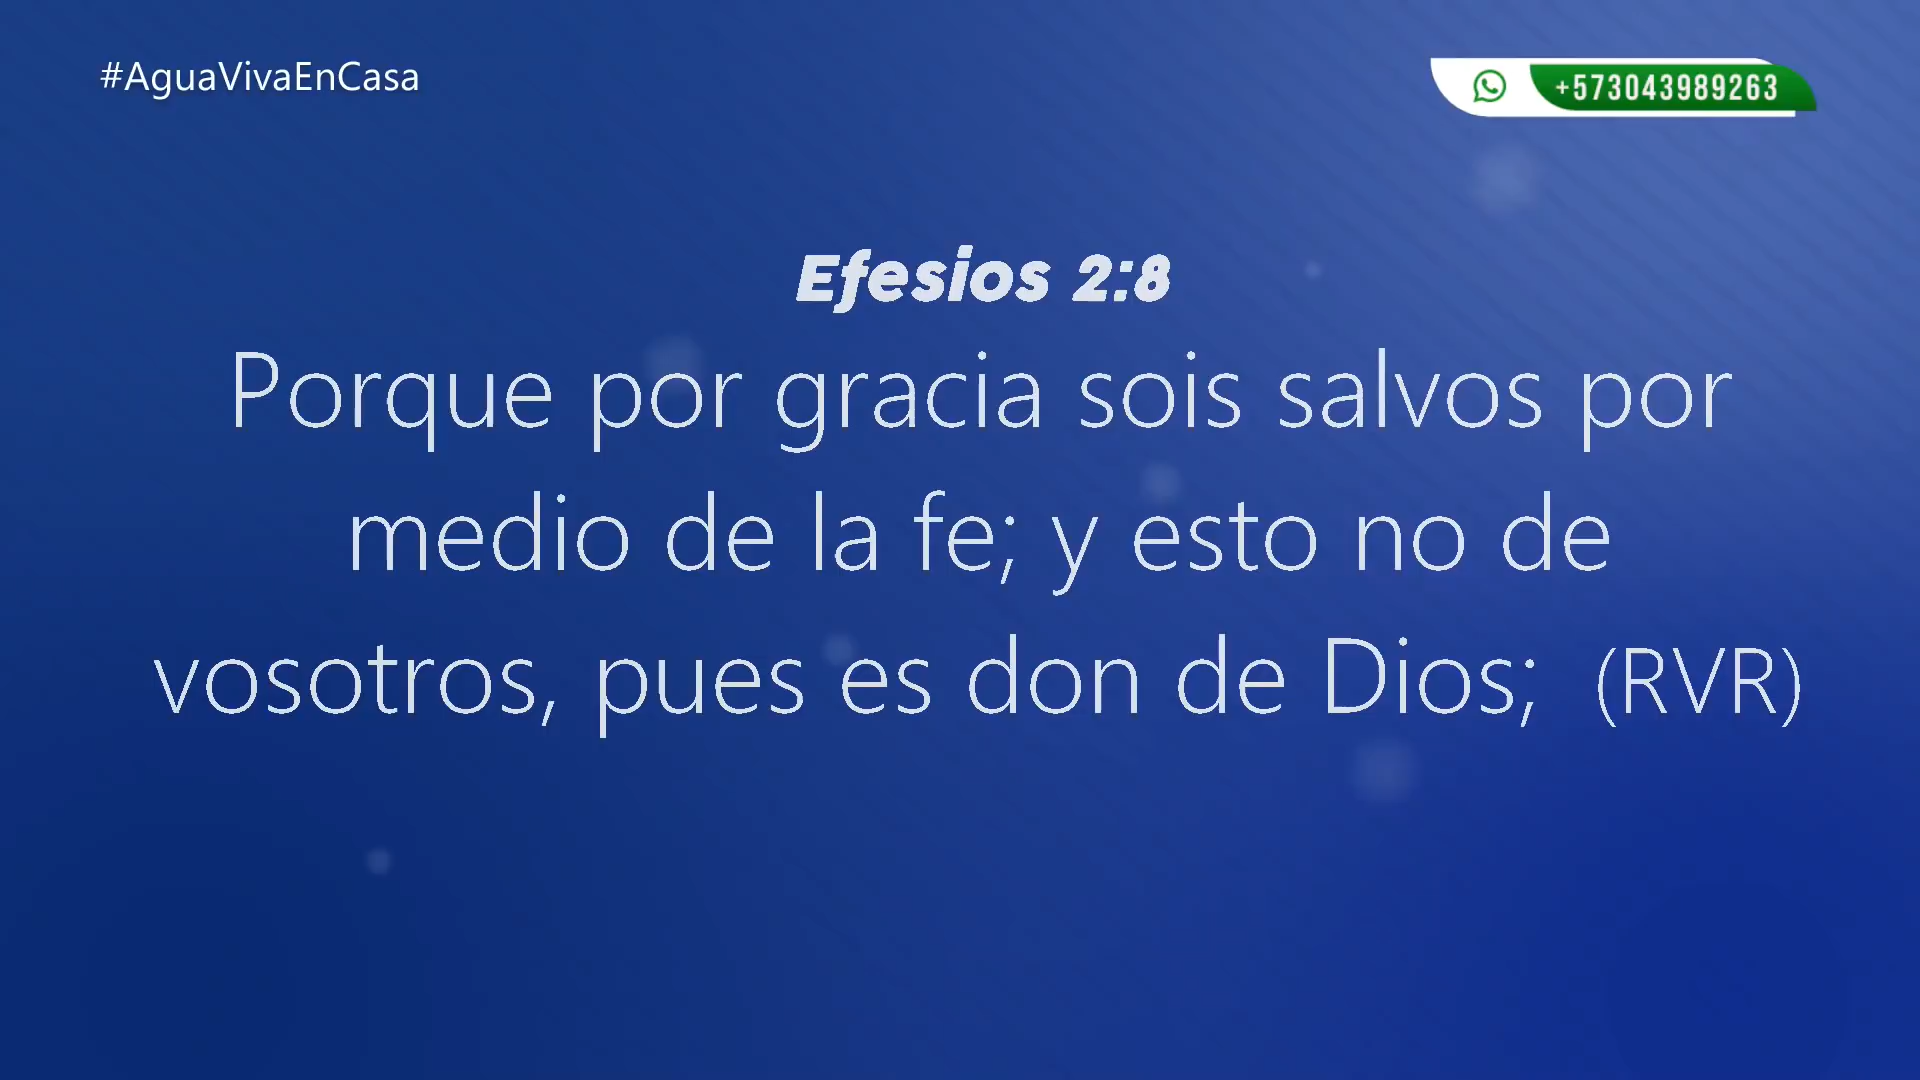 #AguaVivaEnCasa
+573043989263
Efesios 2:8
Porque por gracia sois salvos por
medio de la fe; y esto no de
vosotros, pues es don de Dios; (RVR)